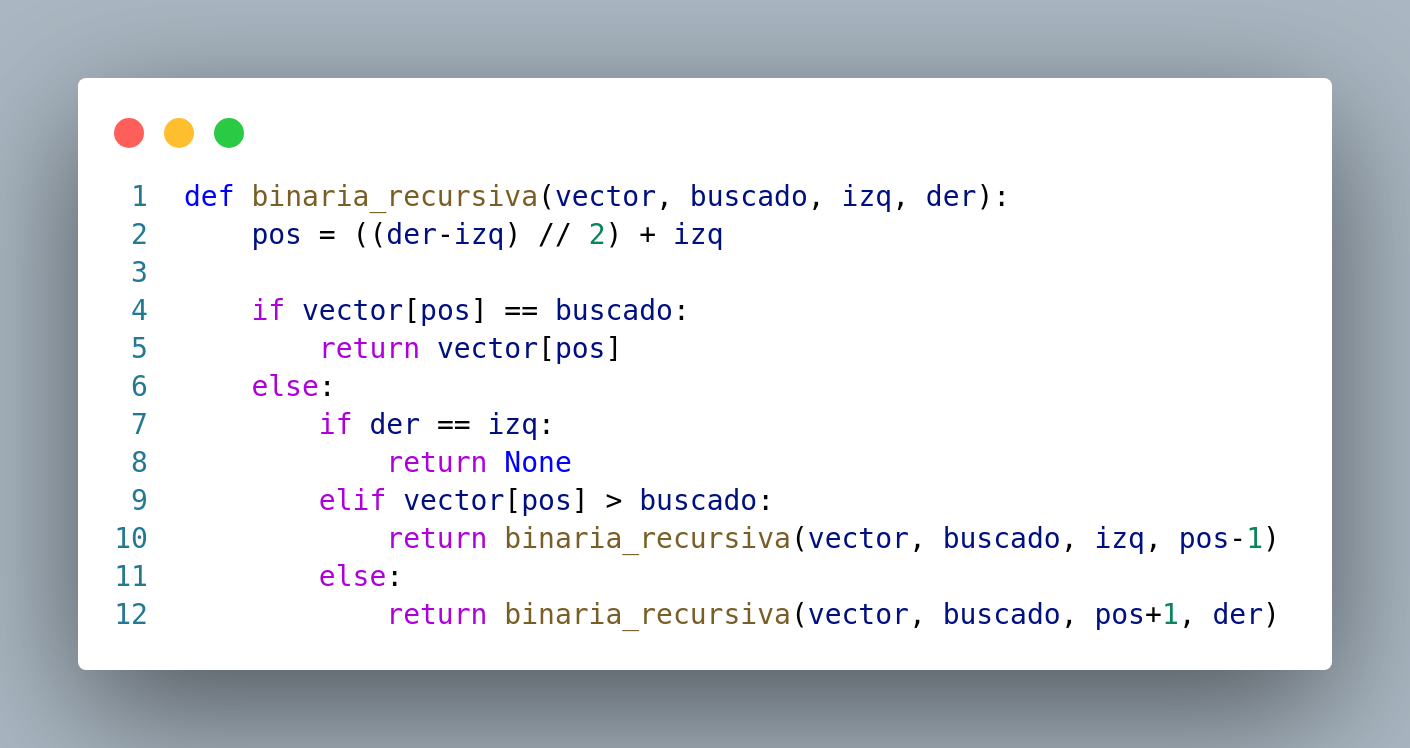 1 def binaria_recursiva(vector, buscado, izq, der):
2     pos = ((der-izq) // 2) + izq
3
4     if vector[pos] == buscado:
5         return vector[pos]
6     else:
7         if der == izq:
8             return None
9         elif vector[pos] > buscado:
10             return binaria_recursiva(vector, buscado, izq, pos-1)
11         else:
12             return binaria_recursiva(vector, buscado, pos+1, der)